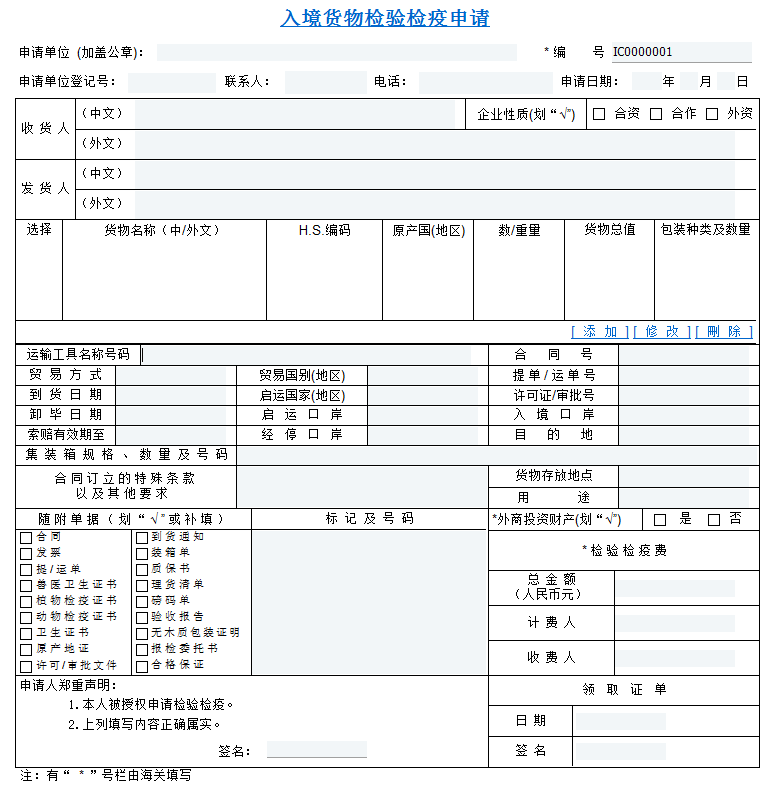 入境货物检验检疫申请
申请单位 (加盖公章): *编 号 IC0000001
申请单位登记号: 联系人: 电话: 申请日期: 年 月 日
收 货 人 (中文) 企业性质(划“√”) 合资 合作 外资
(外文)
发 货 人 (中文)
(外文)
选择 货物名称 (中/外文) H.S.编码 原产国(地区) 数/重量 货物总值 包装种类及数量
[ 添 加 ] [ 修 改 ] [ 刪 除 ]
运输工具名称号码 合 同 号
贸 易 方 式 贸易国别(地区) 提单/运单号
到 货 日 期 启运国家(地区) 许可证/审批号
卸 毕 日 期 启 运 口 岸 入 境 口 岸
索赔有效期至 经 停 口 岸 目 的 地
集 装 箱 规 格 、 数 量 及 号 码
合同订立的特殊条款
以 及 其 他 要 求
货物存放地点
用 途
随 附 单 据 ( 划 “ √ ” 或 补 填 ) 标 记 及 号 码 *外商投资财产(划“√”) 是 否
合同 到货通知
发票 装箱单
提/运单 质保书
兽医卫生证书 理货清单
植物检疫证书 磅码单
动物检疫证书 验收报告
卫生证书 无木质包装证明
原产地证 报检委托书
许可/审批文件 合格保证
*检验检疫费
总 金 额
(人民币元)
计 费 人
收 费 人
申请人郑重声明:
1.本人被授权申请检验检疫。
2.上列填写内容正确属实。
签名:
领 取 证 单
日 期
签 名
注: 有“ * ”号栏由海关填写